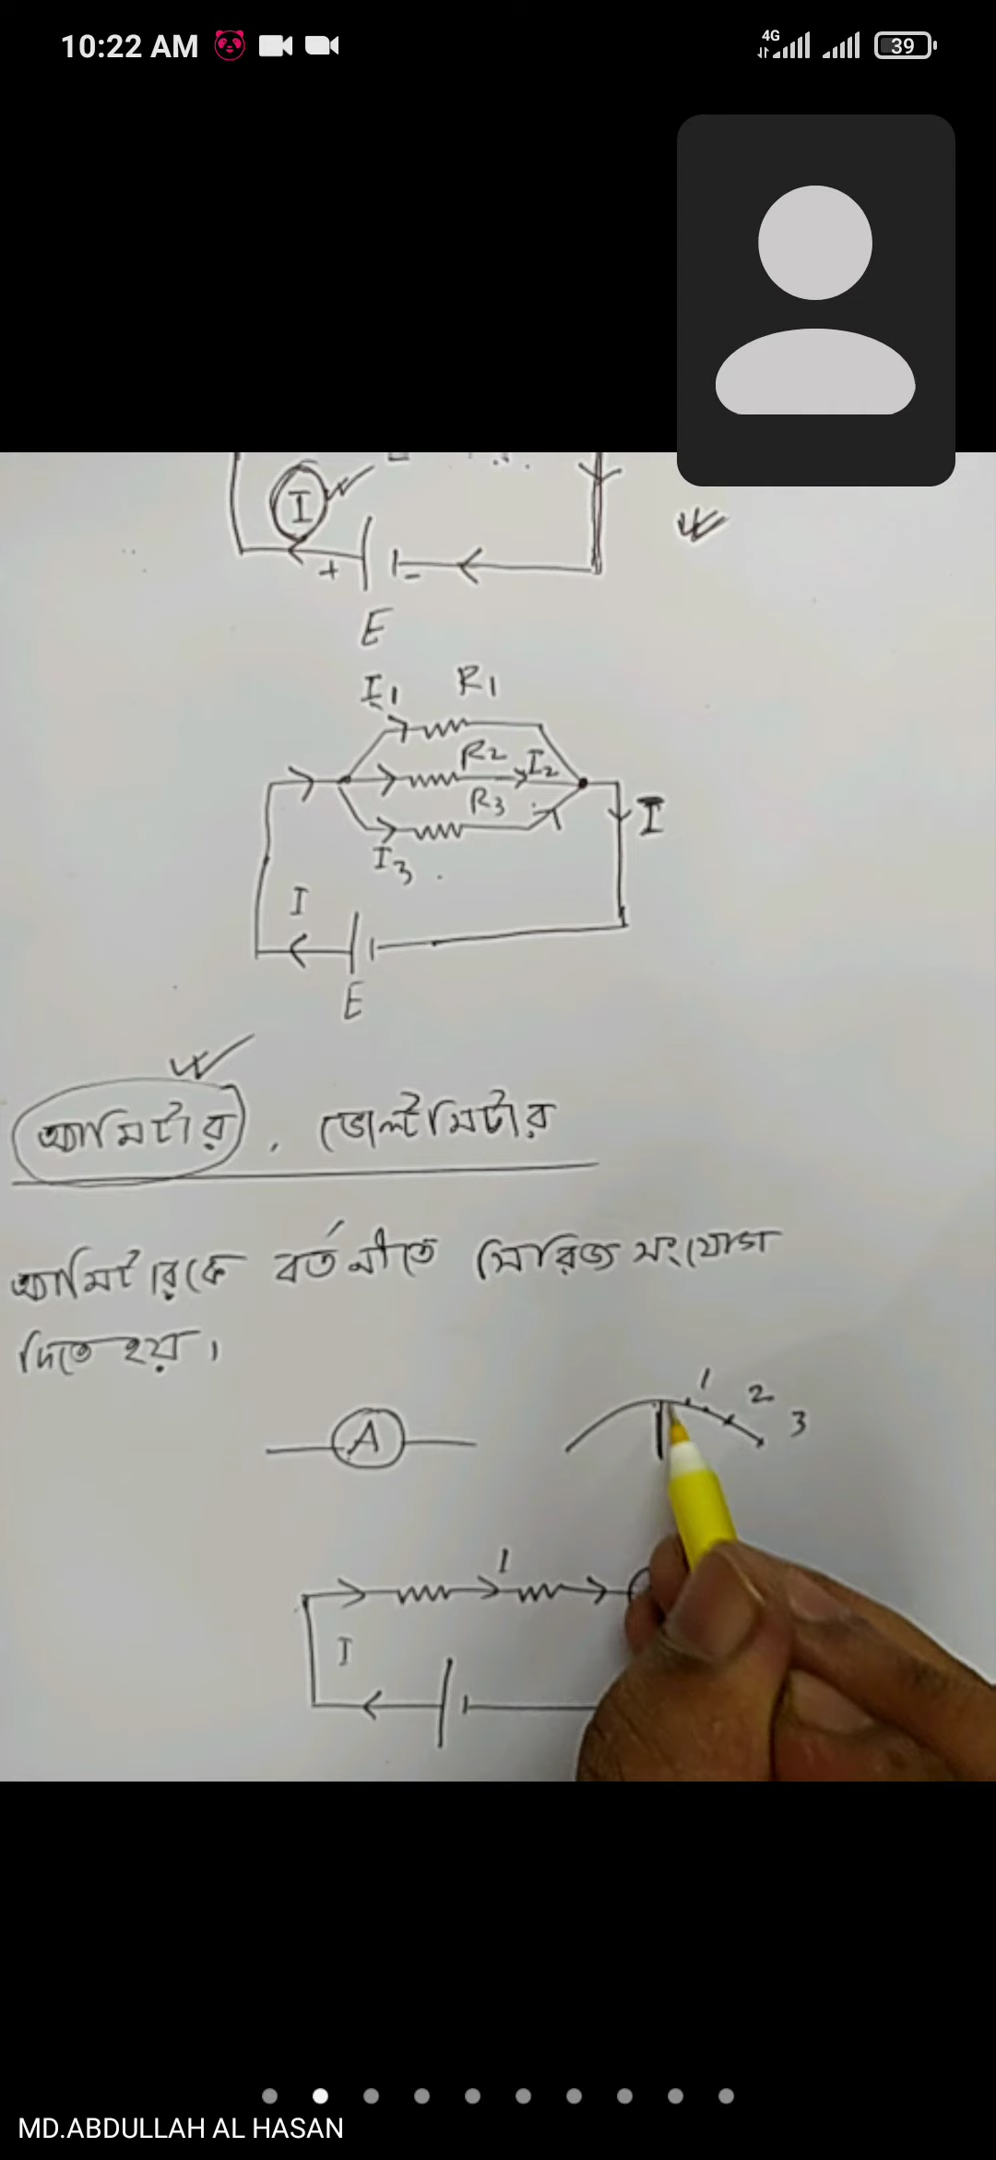 10:22 AM 4G 39
I
+ -
E
I1 R1
R2 I2
R3 I
I3
I
E
অ্যামিটার, ভোল্টমিটার
অ্যামিটারকে বর্তনীতে সিরিজ সংযোগ
দিতে হয়।
1 2 3
A
I
I
MD.ABDULLAH AL HASAN